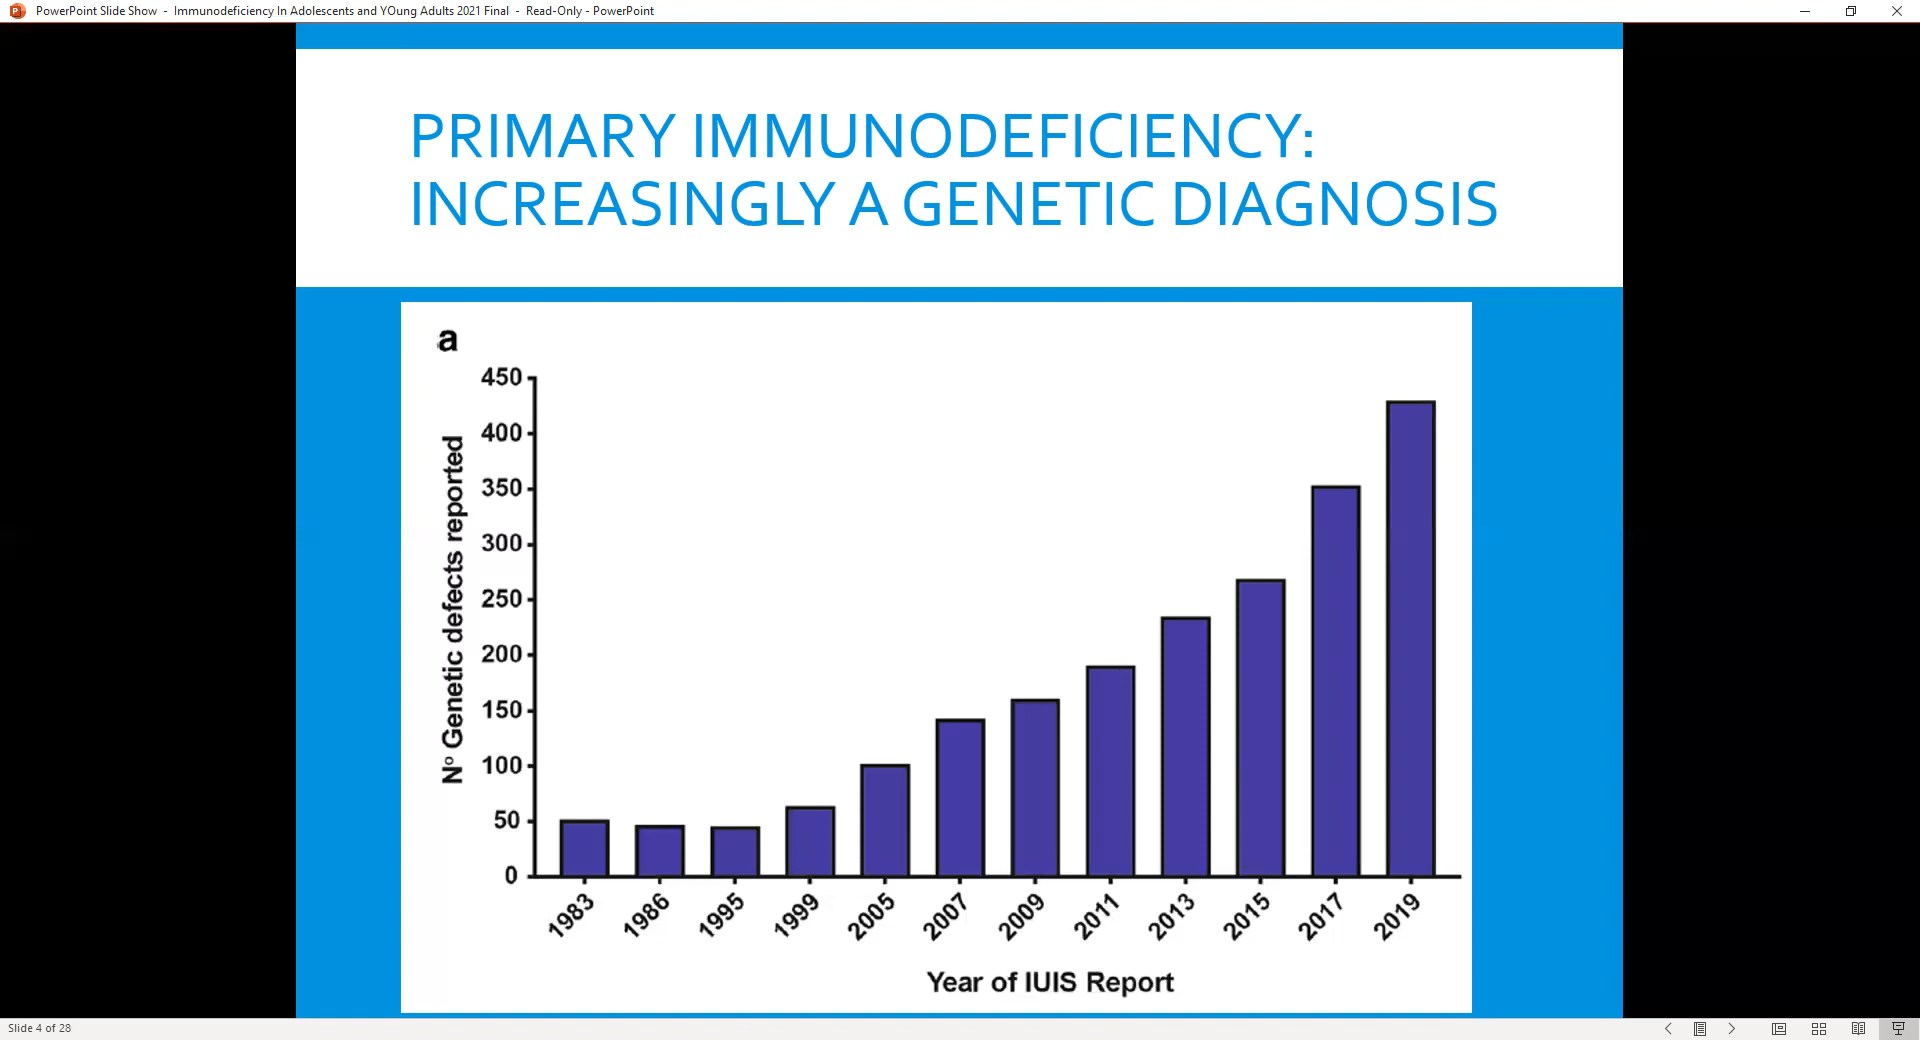 PowerPoint Slide Show - Immunodeficiency In Adolescents and YOung Adults 2021 Final - Read-Only - PowerPoint
PRIMARY IMMUNODEFICIENCY:
INCREASINGLY A GENETIC DIAGNOSIS
a
Nº Genetic defects reported
450
400
350
300
250
200
150
100
50
0
1983 1986 1995 1999 2005 2007 2009 2011 2013 2015 2017 2019
Year of IUIS Report
Slide 4 of 28